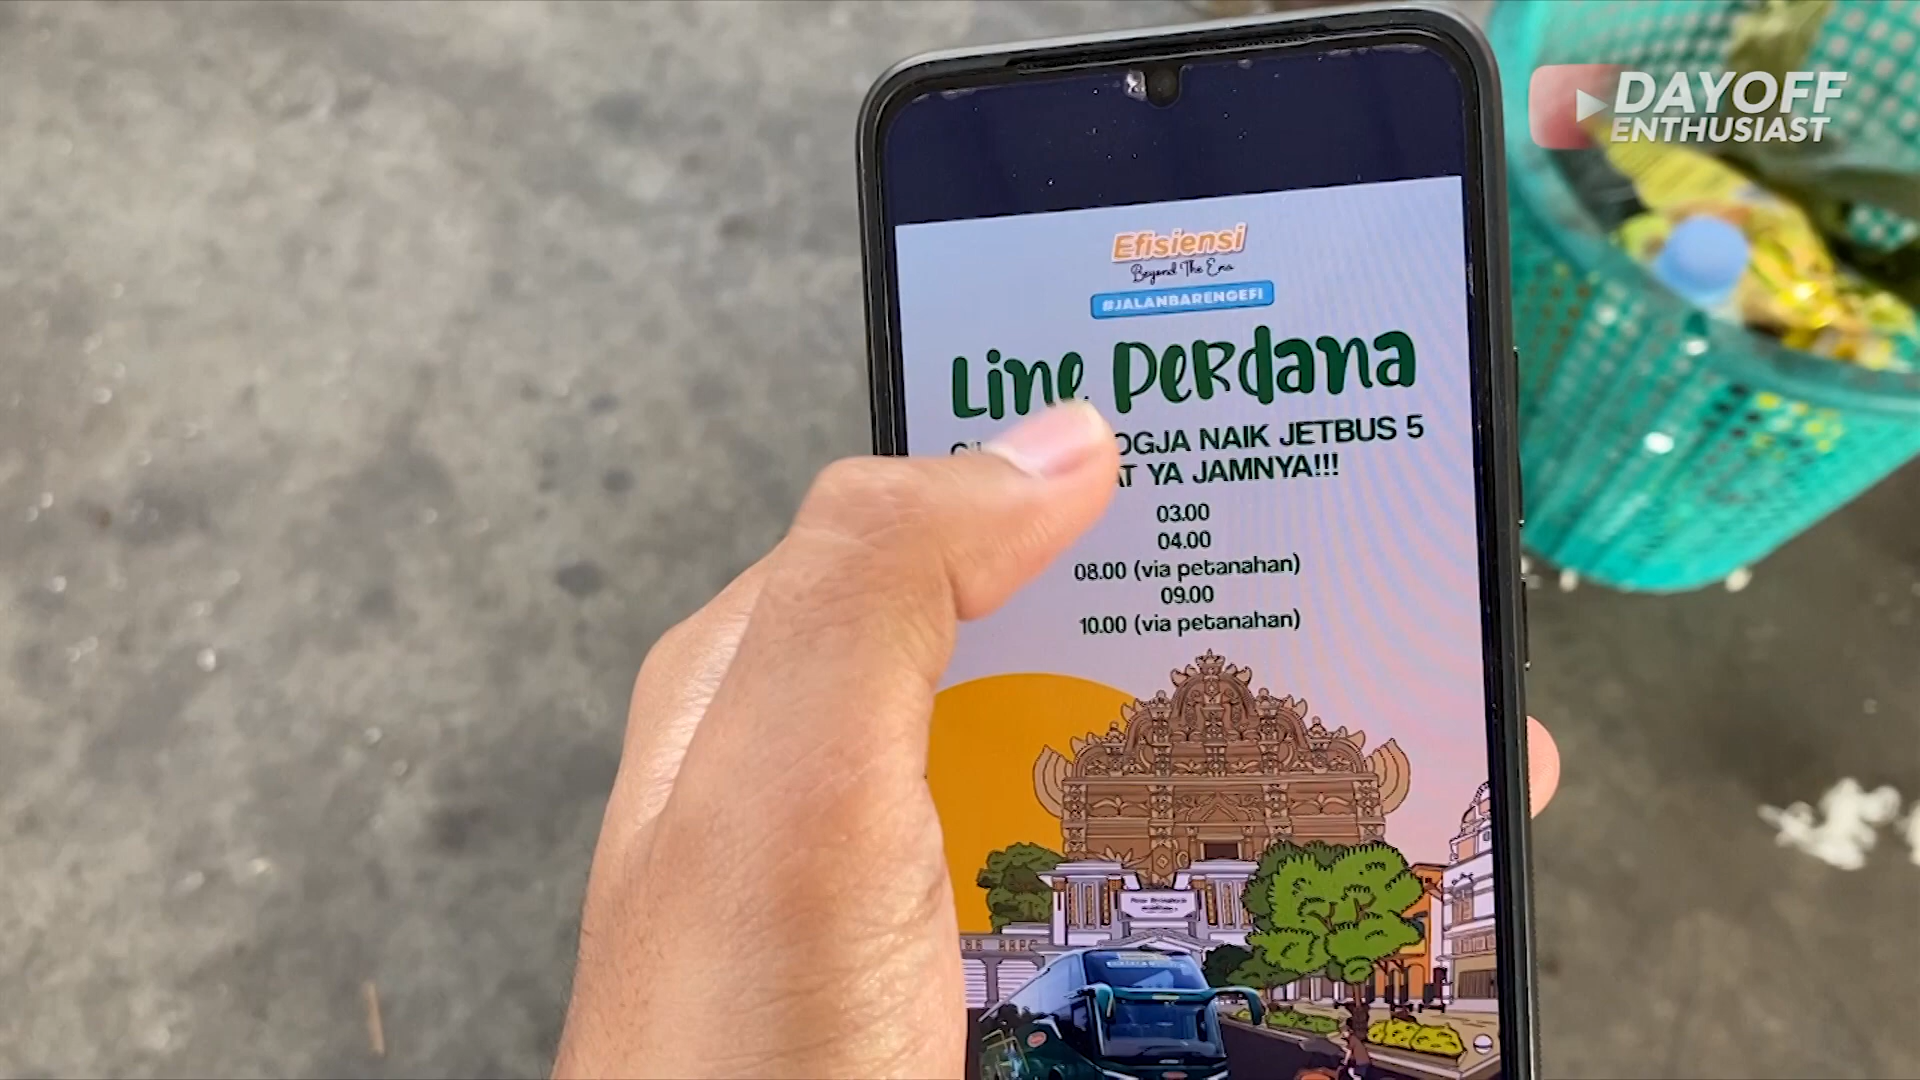 DAYOFF
ENTHUSIAST
Efisiensi
Beyond The Era
#JALANBARENGEFI
Line Perdana
OGJA NAIK JETBUS 5
AT YA JAMNYA!!!
03.00
04.00
08.00 (via petanahan)
09.00
10.00 (via petanahan)